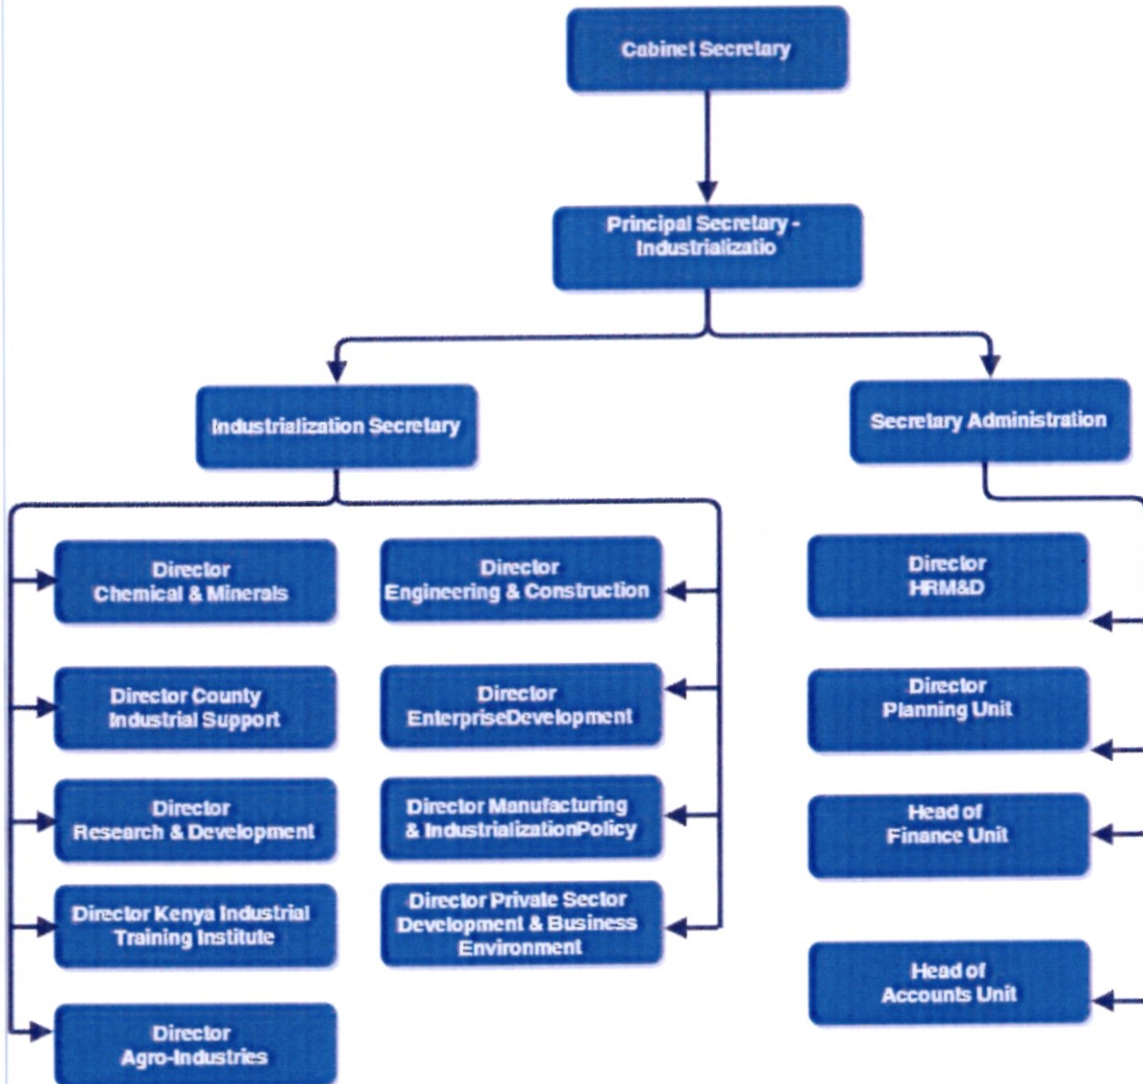 Cabinet Secretary
Principal Secretary -
Industrializatio
Industrialization Secretary
Secretary Administration
Director
Chemical & Minerals
Director County
Industrial Support
Director
Research & Development
Director Kenya Industrial
Training Institute
Director
Agro-Industries
Director
Engineering & Construction
Director
EnterpriseDevelopment
Director Manufacturing
& IndustrializationPolicy
Director Private Sector
Development & Business
Environment
Director
HRM&D
Director
Planning Unit
Head of
Finance Unit
Head of
Accounts Unit